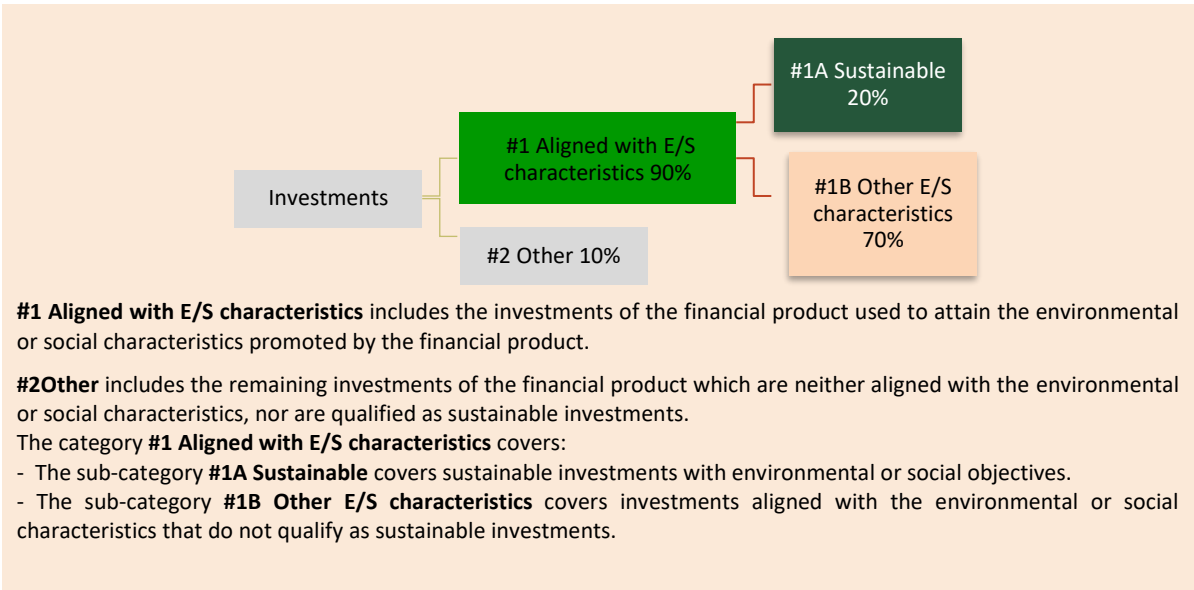 #1A Sustainable
20%
#1 Aligned with E/S
characteristics 90%
Investments
#1B Other E/S
characteristics
70%
#2 Other 10%
#1 Aligned with E/S characteristics includes the investments of the financial product used to attain the environmental
or social characteristics promoted by the financial product.
#2Other includes the remaining investments of the financial product which are neither aligned with the environmental
or social characteristics, nor are qualified as sustainable investments.
The category #1 Aligned with E/S characteristics covers:
- The sub-category #1A Sustainable covers sustainable investments with environmental or social objectives.
- The sub-category #1B Other E/S characteristics covers investments aligned with the environmental or social
characteristics that do not qualify as sustainable investments.